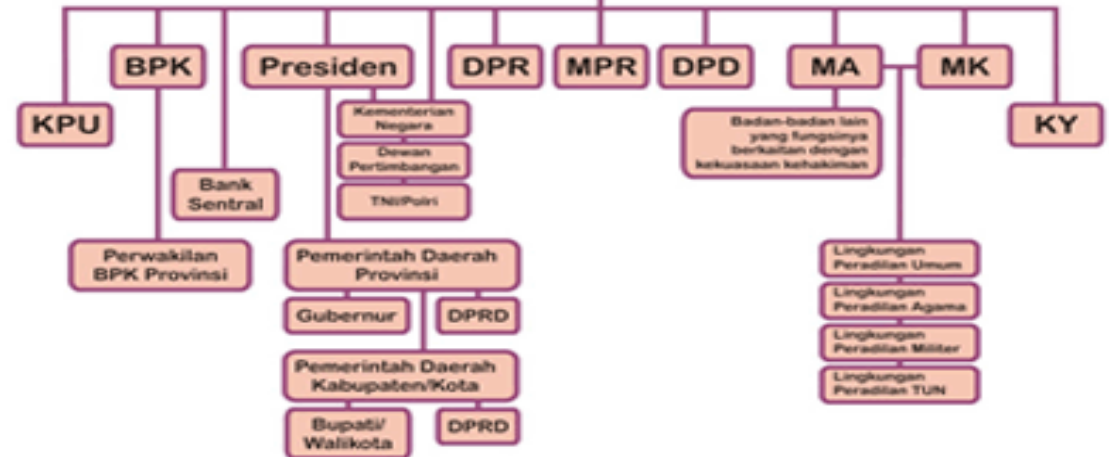 BPK
Presiden
DPR
MPR
DPD
MA
MK
KPU
KY
Kementerian
Negara
Dewan
Pertimbangan
TNI/Polri
Badan-badan lain
yang fungsinya
berkaitan dengan
kekuasaan kehakiman
Bank
Sentral
Perwakilan
BPK Provinsi
Pemerintah Daerah
Provinsi
Gubernur
DPRD
Pemerintah Daerah
Kabupaten/Kota
Bupati/
Walikota
DPRD
Lingkungan
Peradilan Umum
Lingkungan
Peradilan Agama
Lingkungan
Peradilan Militer
Lingkungan
Peradilan TUN